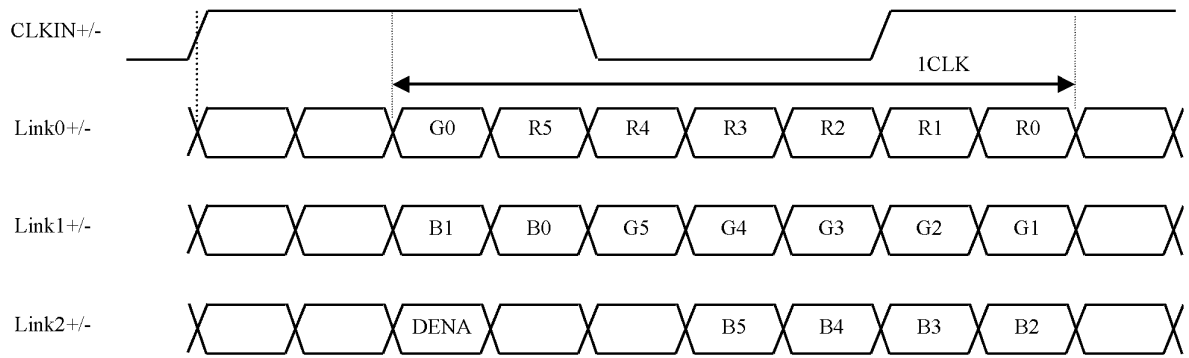 CLKIN+/-
1CLK
Link0+/- G0 R5 R4 R3 R2 R1 R0
Link1+/- B1 B0 G5 G4 G3 G2 G1
Link2+/- DENA B5 B4 B3 B2